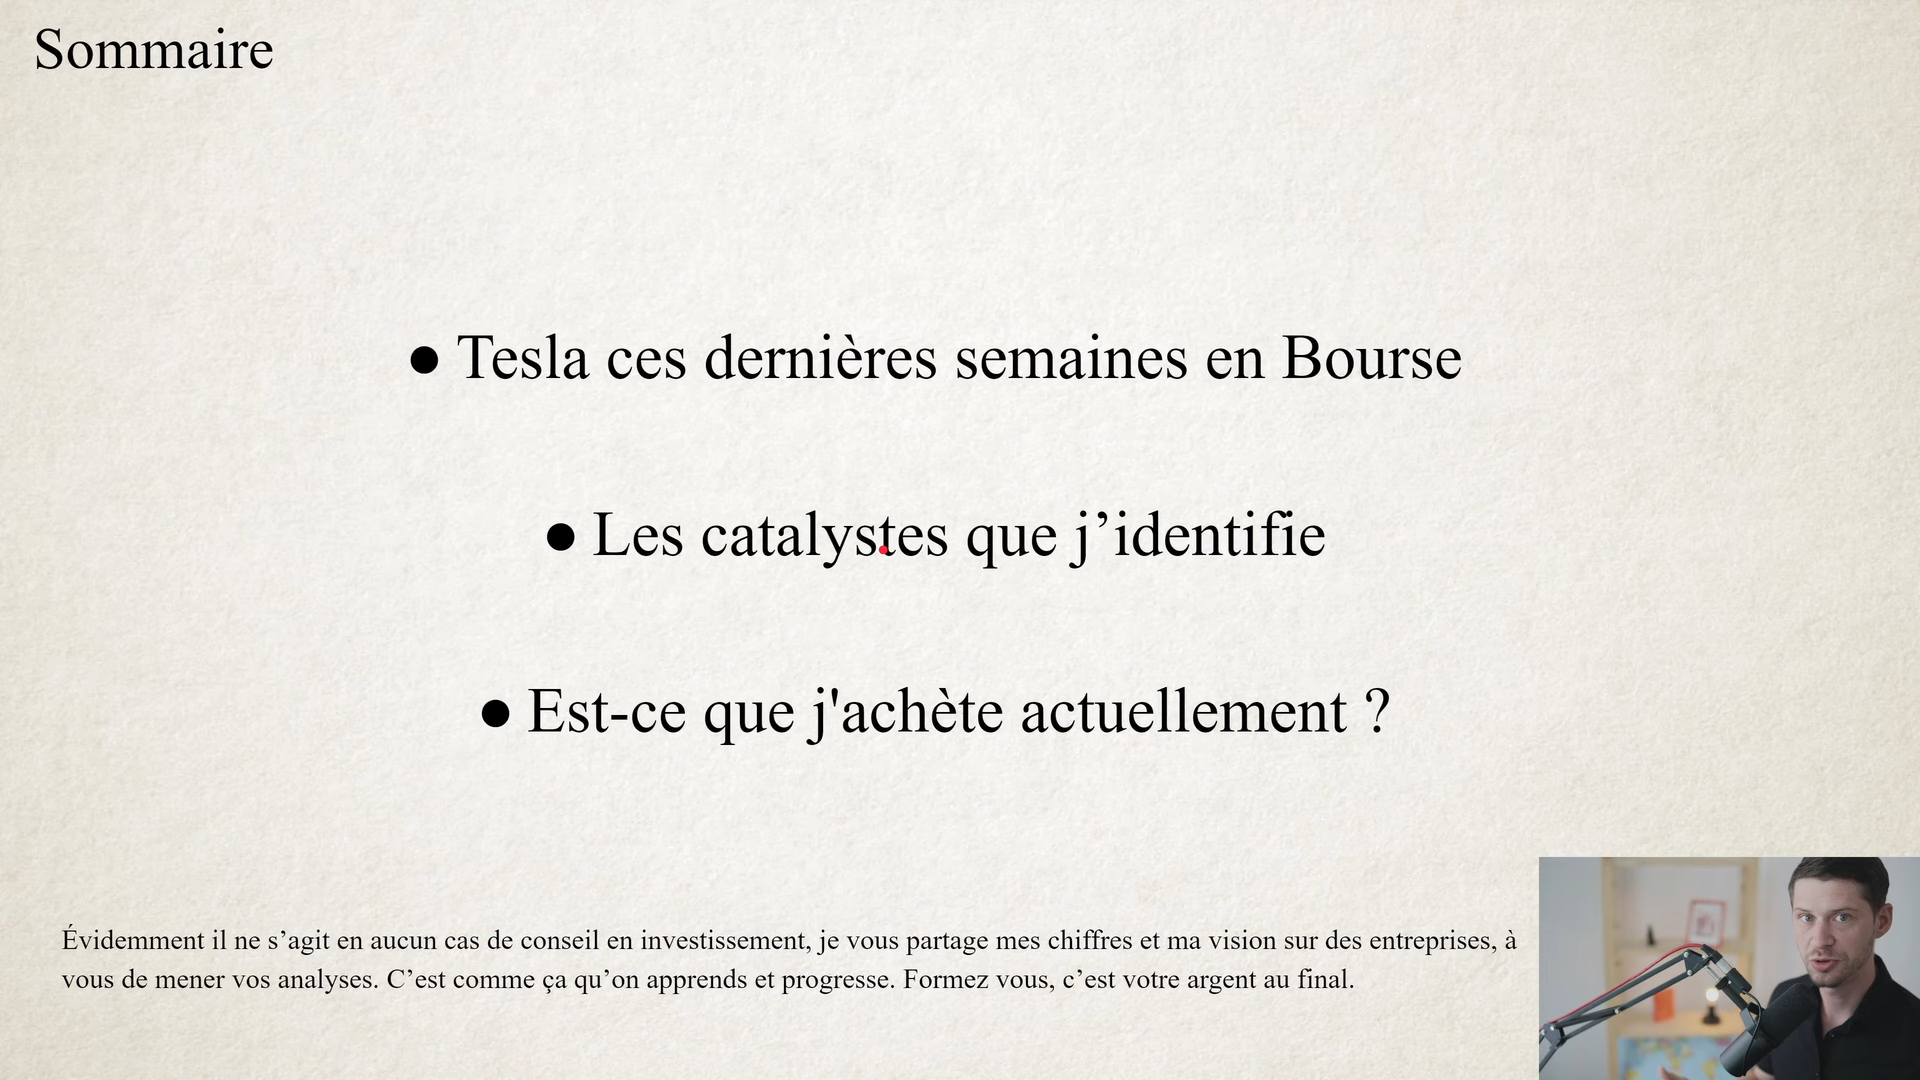 Sommaire
● Tesla ces dernières semaines en Bourse
● Les catalystes que j’identifie
● Est-ce que j'achète actuellement ?
Évidemment il ne s’agit en aucun cas de conseil en investissement, je vous partage mes chiffres et ma vision sur des entreprises, à
vous de mener vos analyses. C’est comme ça qu’on apprends et progresse. Formez vous, c’est votre argent au final.